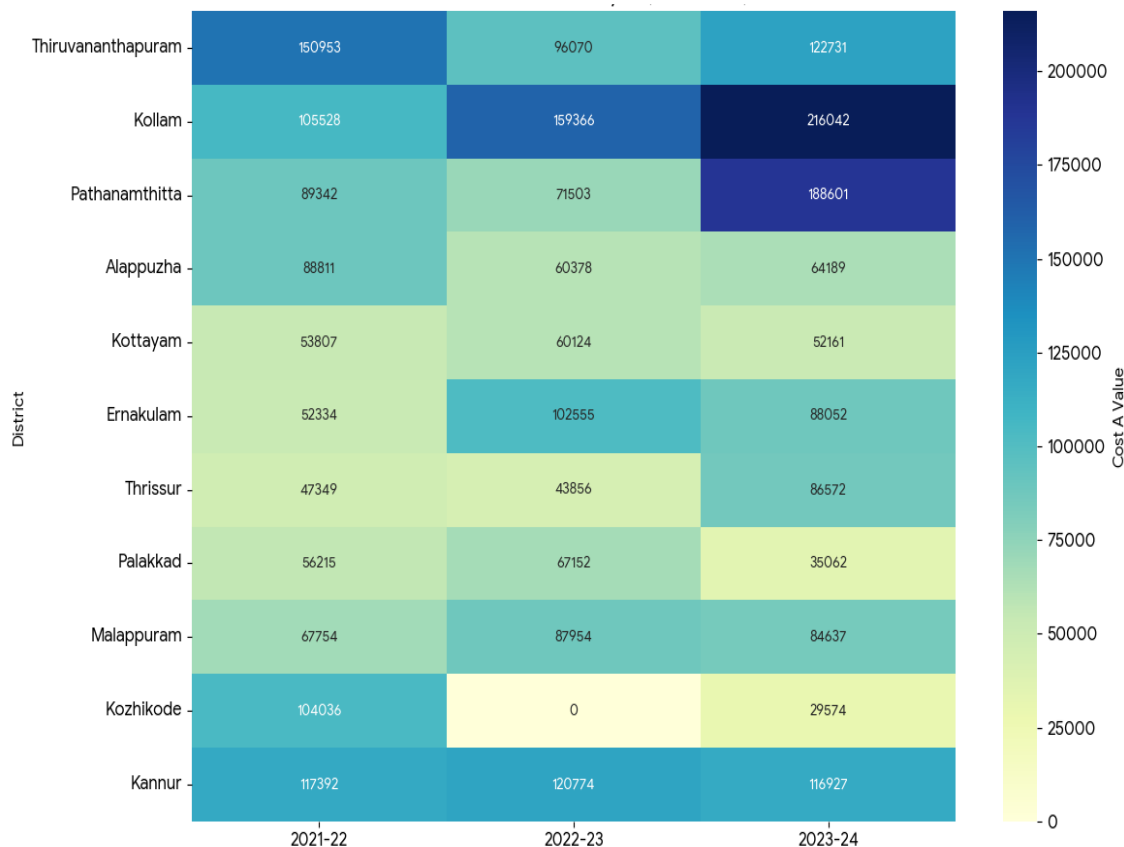 Thiruvananthapuram 150953 96070 122731
Kollam 105528 159366 216042
Pathanamthitta 89342 71503 188601
Alappuzha 88811 60378 64189
Kottayam 53807 60124 52161
Ernakulam 52334 102555 88052
Thrissur 47349 43856 86572
Palakkad 56215 67152 35062
Malappuram 67754 87954 84637
Kozhikode 104036 0 29574
Kannur 117392 120774 116927
2021-22 2022-23 2023-24
District
200000
175000
150000
125000
100000
75000
50000
25000
0
Cost A Value